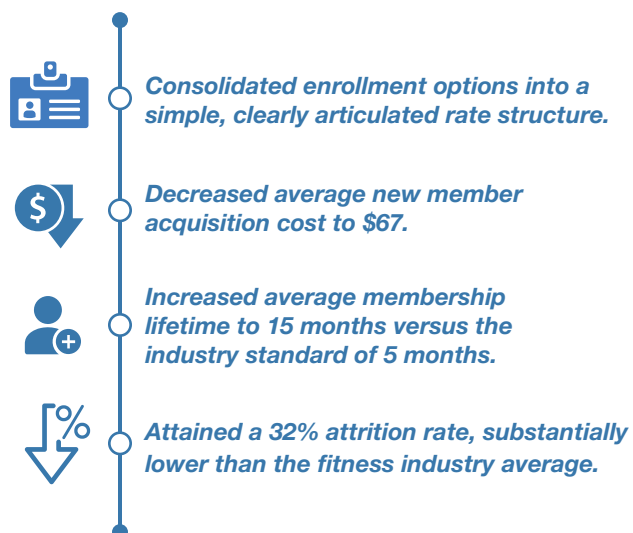 Consolidated enrollment options into a
simple, clearly articulated rate structure.
$
Decreased average new member
acquisition cost to $67.
Increased average membership
lifetime to 15 months versus the
industry standard of 5 months.
%
Attained a 32% attrition rate, substantially
lower than the fitness industry average.